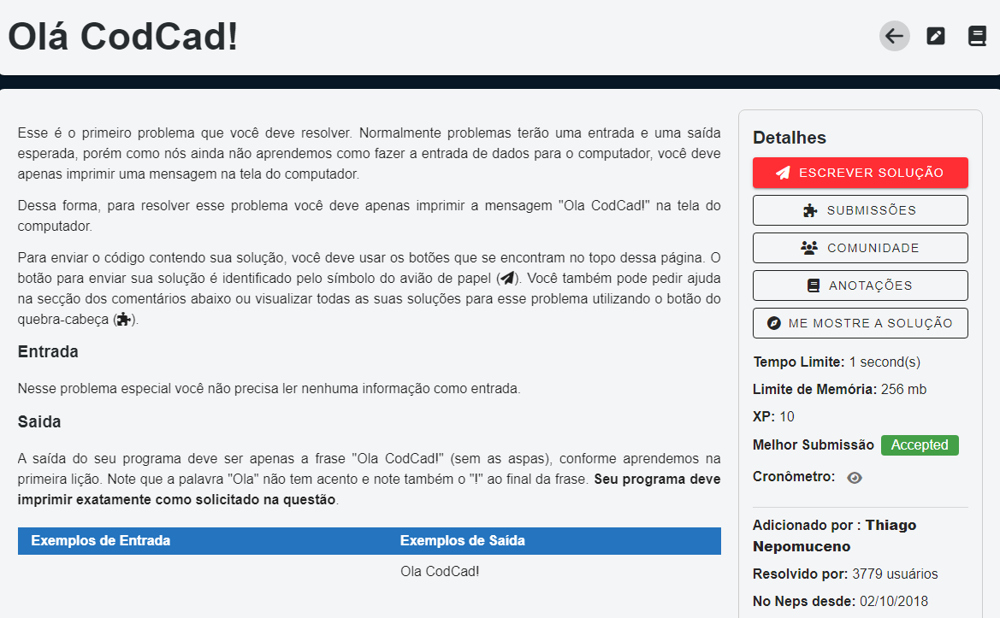 Olá CodCad!
Esse é o primeiro problema que você deve resolver. Normalmente problemas terão uma entrada e uma saída
esperada, porém como nós ainda não aprendemos como fazer a entrada de dados para o computador, você deve
apenas imprimir uma mensagem na tela do computador.
Dessa forma, para resolver esse problema você deve apenas imprimir a mensagem "Ola CodCad!" na tela do
computador.
Para enviar o código contendo sua solução, você deve usar os botões que se encontram no topo dessa página. O
botão para enviar sua solução é identificado pelo símbolo do avião de papel (). Você também pode pedir ajuda
na secção dos comentários abaixo ou visualizar todas as suas soluções para esse problema utilizando o botão do
quebra-cabeça ().
Entrada
Nesse problema especial você não precisa ler nenhuma informação como entrada.
Saida
A saída do seu programa deve ser apenas a frase "Ola CodCad!" (sem as aspas), conforme aprendemos na
primeira lição. Note que a palavra "Ola" não tem acento e note também o "!" ao final da frase. Seu programa deve
imprimir exatamente como solicitado na questão.
Exemplos de Entrada Exemplos de Saída
Ola CodCad!
Detalhes
ESCREVER SOLUÇÃO
SUBMISSÕES
COMUNIDADE
ANOTAÇÕES
ME MOSTRE A SOLUÇÃO
Tempo Limite: 1 second(s)
Limite de Memória: 256 mb
XP: 10
Melhor Submissão Accepted
Cronômetro:
Adicionado por : Thiago
Nepomuceno
Resolvido por: 3779 usuários
No Neps desde: 02/10/2018